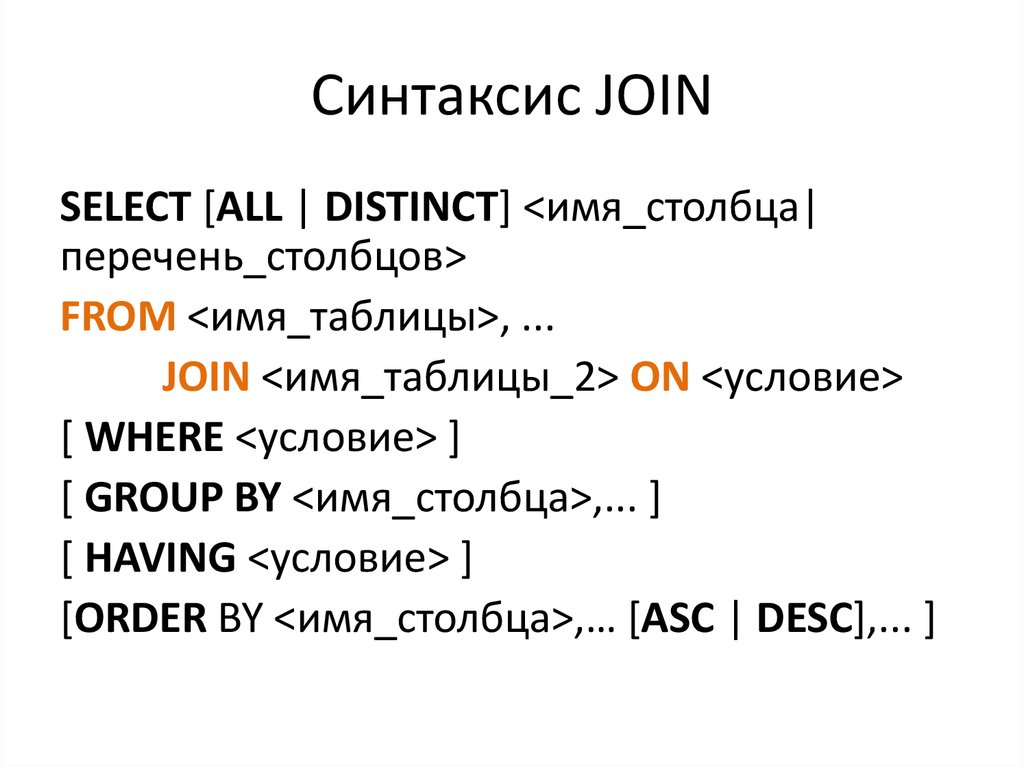 Синтаксис JOIN
SELECT [ALL | DISTINCT] <имя_столбца|
перечень_столбцов>
FROM <имя_таблицы>, ...
JOIN <имя_таблицы_2> ON <условие>
[ WHERE <условие> ]
[ GROUP BY <имя_столбца>,... ]
[ HAVING <условие> ]
[ORDER BY <имя_столбца>,… [ASC | DESC],... ]